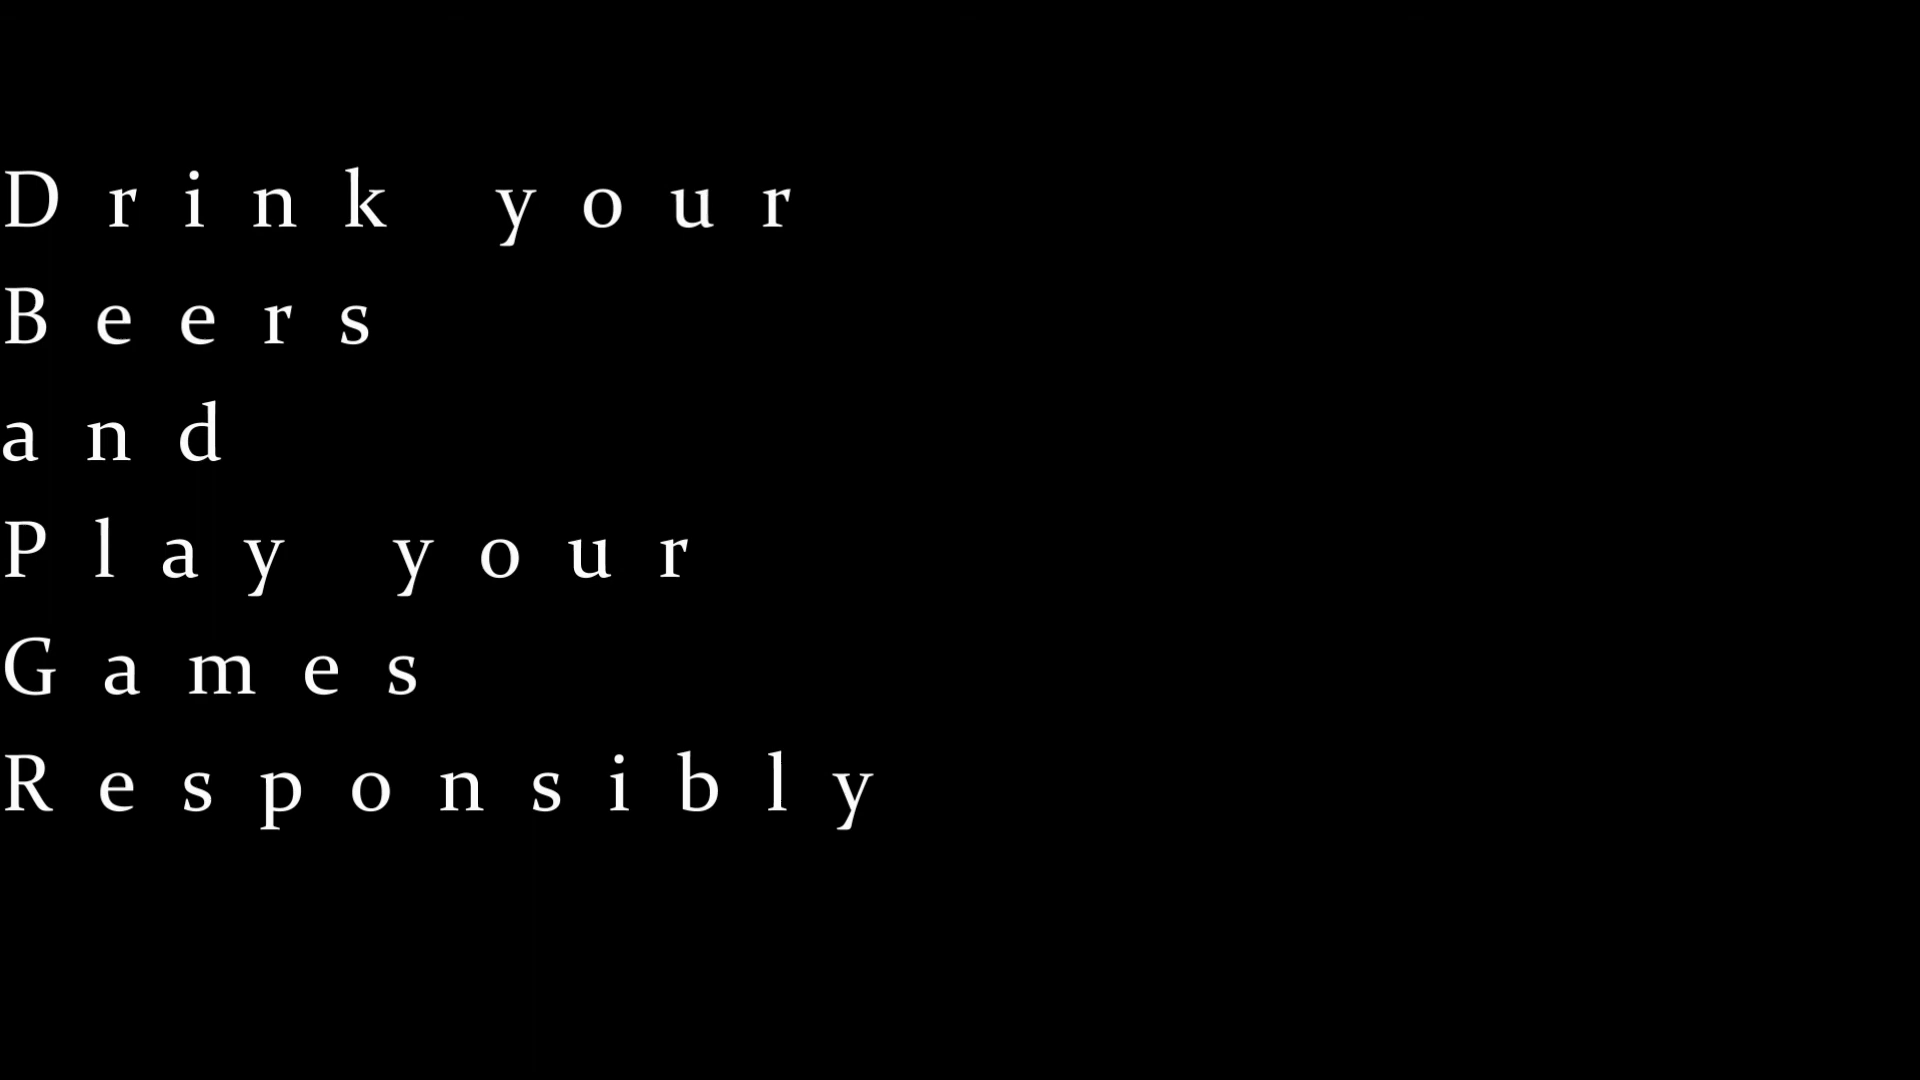 Drink your
Beers
and
Play your
Games
Responsibly